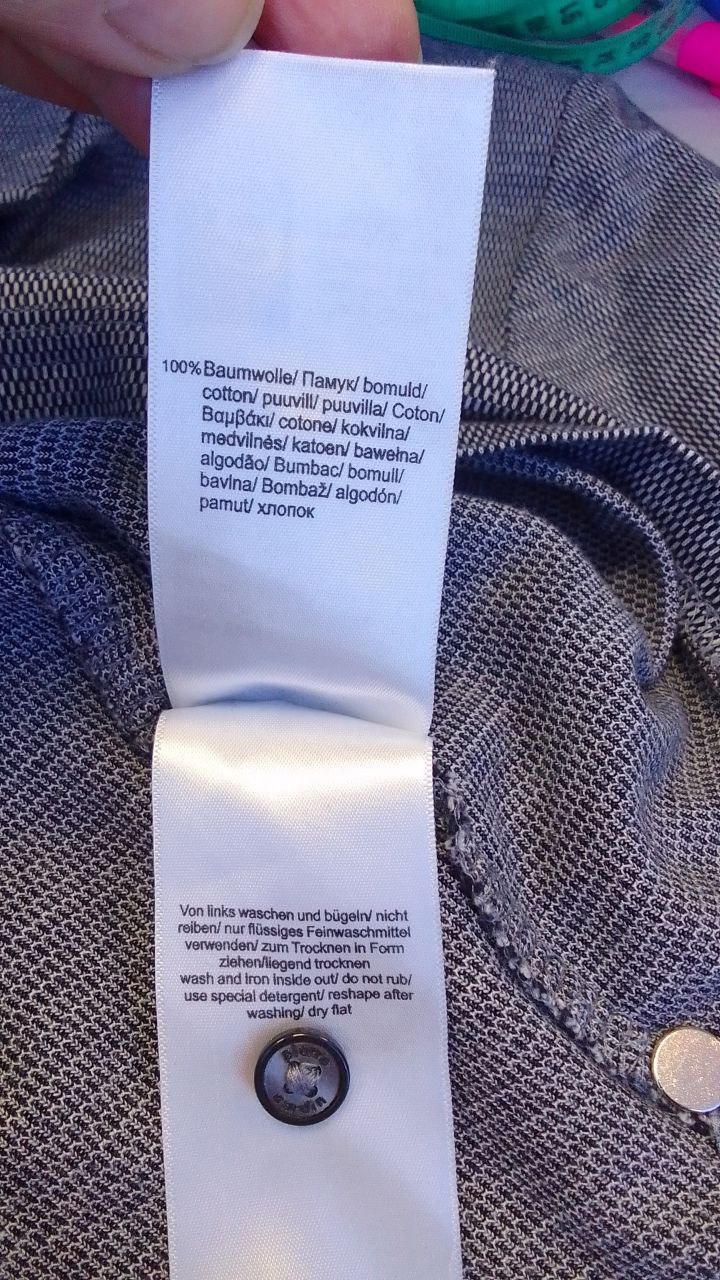 100% Baumwolle/ Памук/ bomuld/
cotton/ puuvill/ puuvilla/ Coton/
Βαμβάκι/ cotone/ kokvilna/
medvilnės/ katoen/ bawełna/
algodão/ Bumbac/ bomull/
bavlna/ Bombaž/ algodón/
pamut/ хлопок
Von links waschen und bügeln/ nicht
reiben/ nur flüssiges Feinwaschmittel
verwenden/ zum Trocknen in Form
ziehen/liegend trocknen
wash and iron inside out/ do not rub/
use special detergent/ reshape after
washing/ dry flat